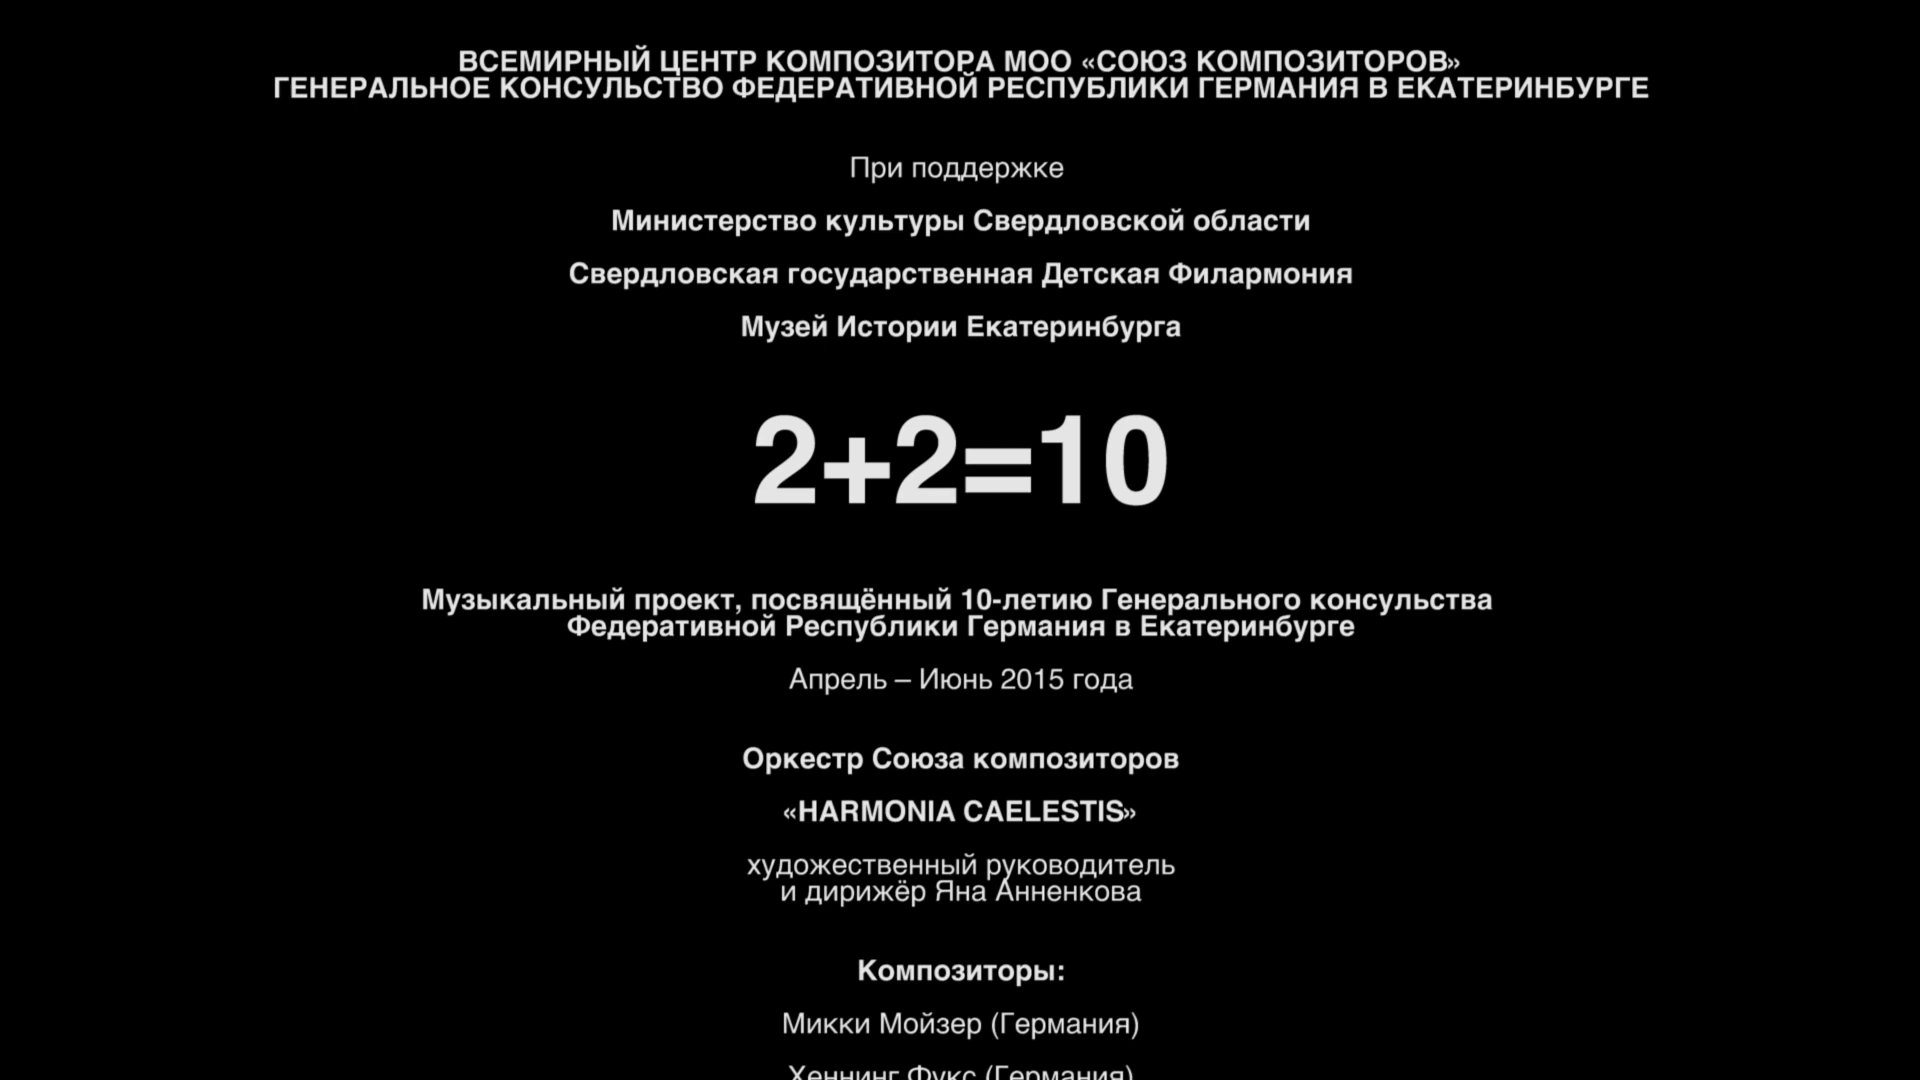 ВСЕМИРНЫЙ ЦЕНТР КОМПОЗИТОРА МОО «СОЮЗ КОМПОЗИТОРОВ»
ГЕНЕРАЛЬНОЕ КОНСУЛЬСТВО ФЕДЕРАТИВНОЙ РЕСПУБЛИКИ ГЕРМАНИЯ В ЕКАТЕРИНБУРГЕ
При поддержке
Министерство культуры Свердловской области
Свердловская государственная Детская Филармония
Музей Истории Екатеринбурга
2+2=10
Музыкальный проект, посвящённый 10-летию Генерального консульства
Федеративной Республики Германия в Екатеринбурге
Апрель – Июнь 2015 года
Оркестр Союза композиторов
«HARMONIA CAELESTIS»
художественный руководитель
и дирижёр Яна Анненкова
Композиторы:
Микки Мойзер (Германия)
Хеннинг Фукс (Германия)